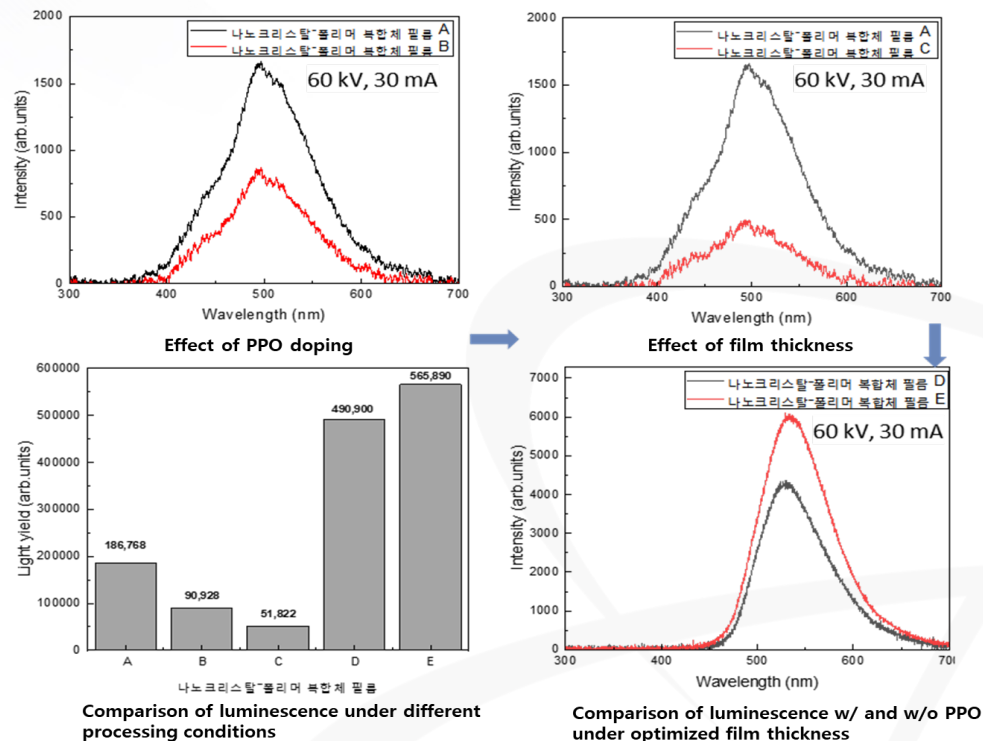 2000
1500
1000
500
0
300 400 500 600 700
Intensity (arb.units)
나노크리스탈-폴리머 복합체 필름 A
나노크리스탈-폴리머 복합체 필름 B
60 kV, 30 mA
Wavelength (nm)
Effect of PPO doping
2000
1500
1000
500
0
300 400 500 600 700
Intensity (arb.units)
나노크리스탈-폴리머 복합체 필름 A
나노크리스탈-폴리머 복합체 필름 C
60 kV, 30 mA
Wavelength (nm)
Effect of film thickness
600000
500000
400000
300000
200000
100000
0
Light yield (arb.units)
186,768
90,928
51,822
490,900
565,890
A B C D E
나노크리스탈-폴리머 복합체 필름
Comparison of luminescence under different
processing conditions
7000
6000
5000
4000
3000
2000
1000
0
300 400 500 600 700
Intensity (arb.units)
나노크리스탈-폴리머 복합체 필름 D
나노크리스탈-폴리머 복합체 필름 E
60 kV, 30 mA
Wavelength (nm)
Comparison of luminescence w/ and w/o PPO
under optimized film thickness